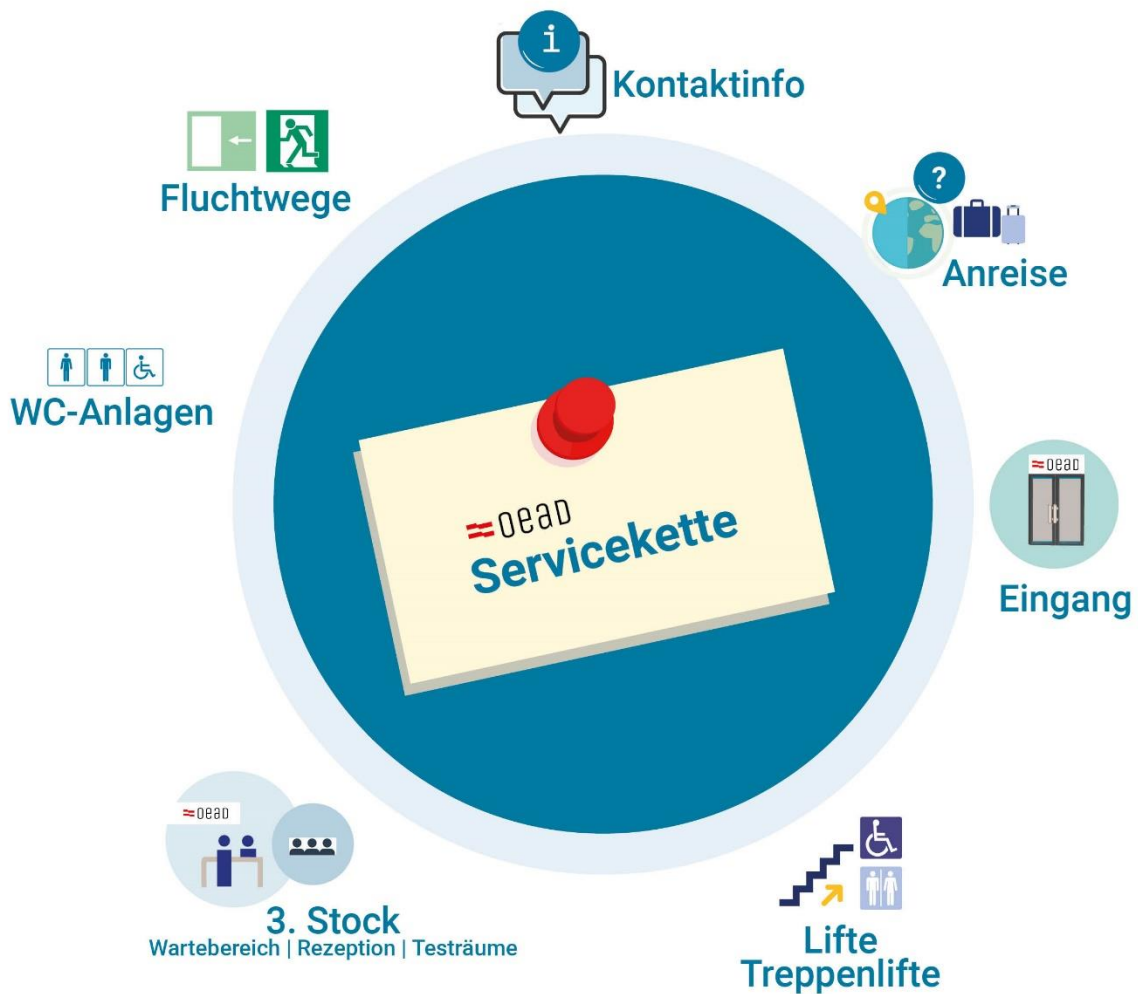 i
Kontaktinfo
?
Anreise
oead
Eingang
Lifte
Treppenlifte
oead
3. Stock
Wartebereich | Rezeption | Testräume
WC-Anlagen
Fluchtwege
oead
Servicekette